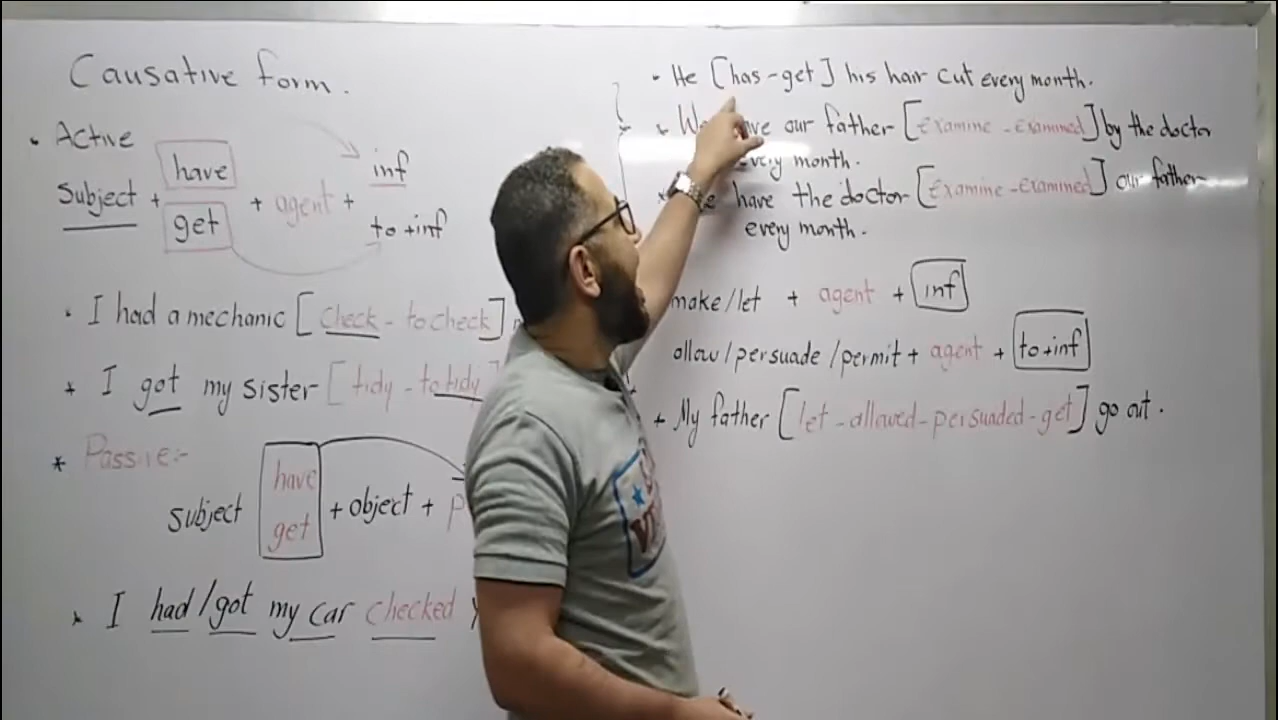 Causative form.
• Active
Subject + have + agent + inf
get to+inf
• I had a mechanic [check - to check]
* I got my sister [tidy - to tidy]
* Passive:-
Subject have + object +
get
* I had/got my car checked
• He [has - get] his hair cut every month.
• our father [examine - examined] by the doctor
every month.
* have the doctor [examine - examined] our father
every month.
make/let + agent + inf
allow/persuade/permit + agent + to+inf
+ My father [let - allowed - persuaded - get] go out.